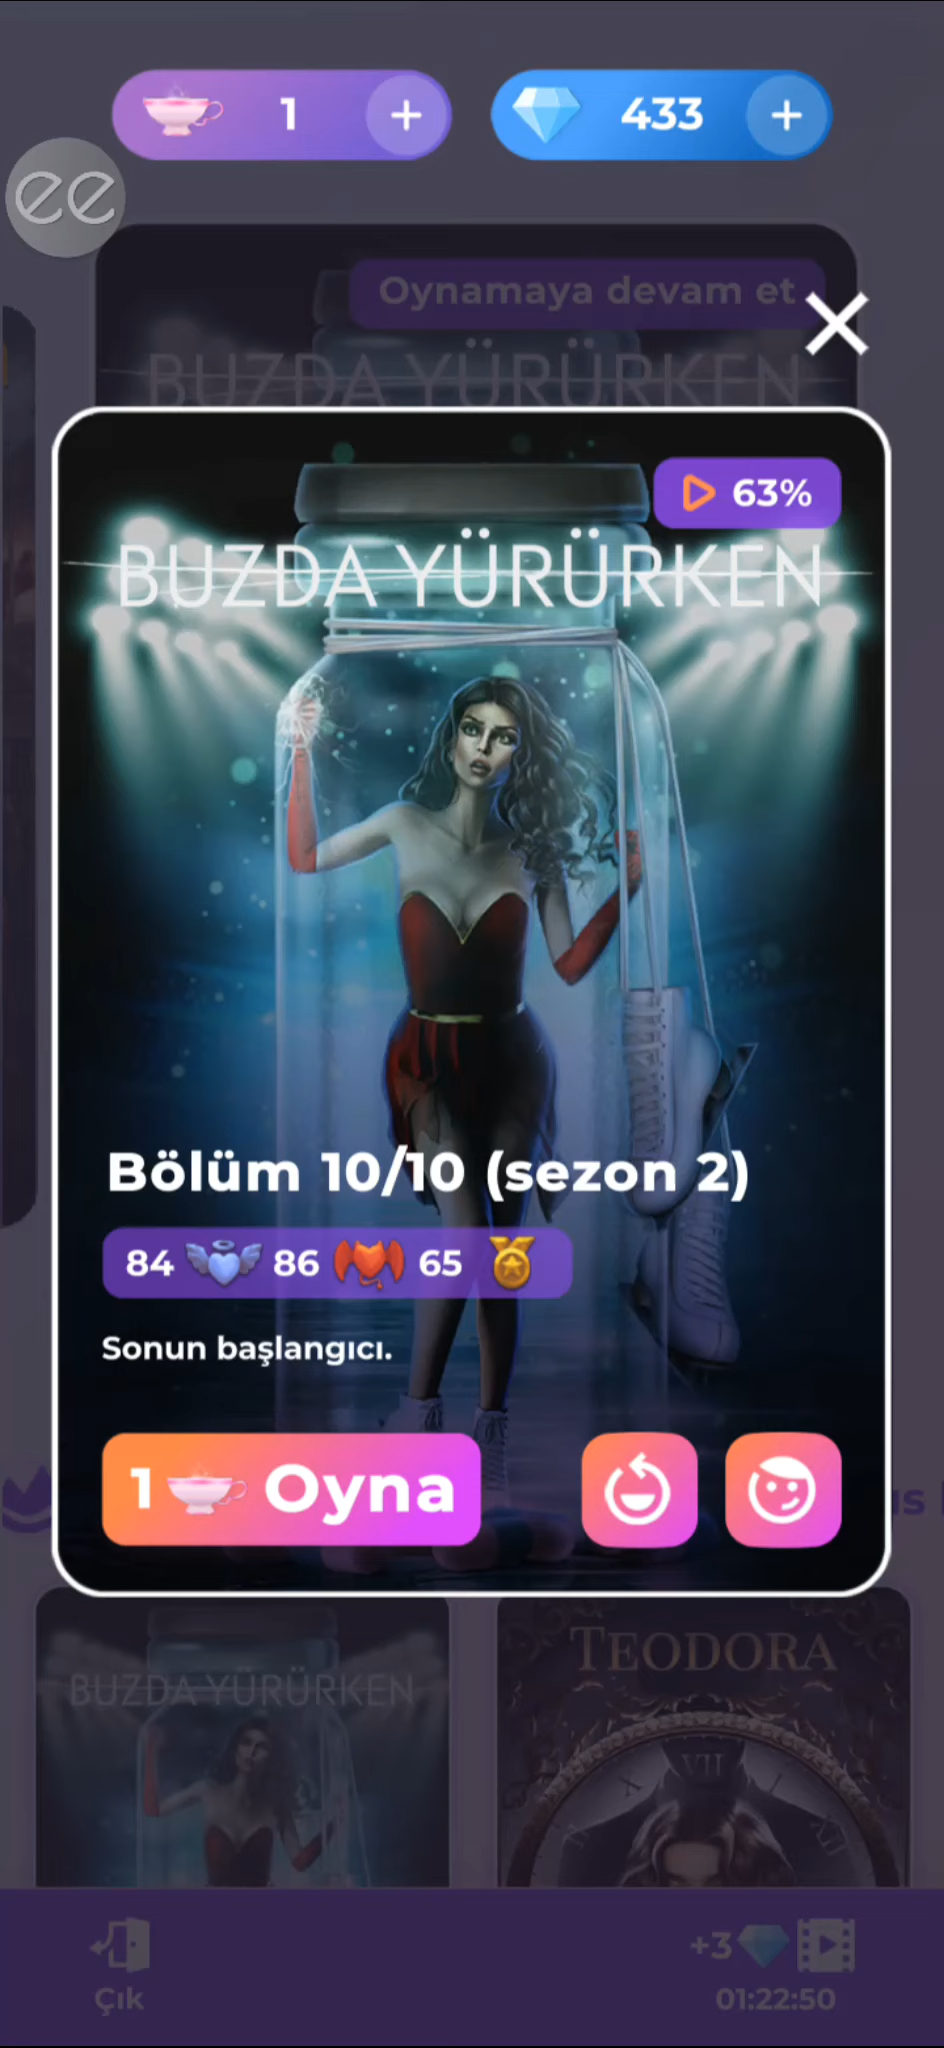 1 +
433 +
ee
Oynamaya devam et
BUZDA YÜRÜRKEN
63%
BUZDA YÜRÜRKEN
Bölüm 10/10 (sezon 2)
84 86 65
Sonun başlangıcı.
1 Oyna
BUZDA YÜRÜRKEN
TEODORA
VII
+3
Çık
01:22:50